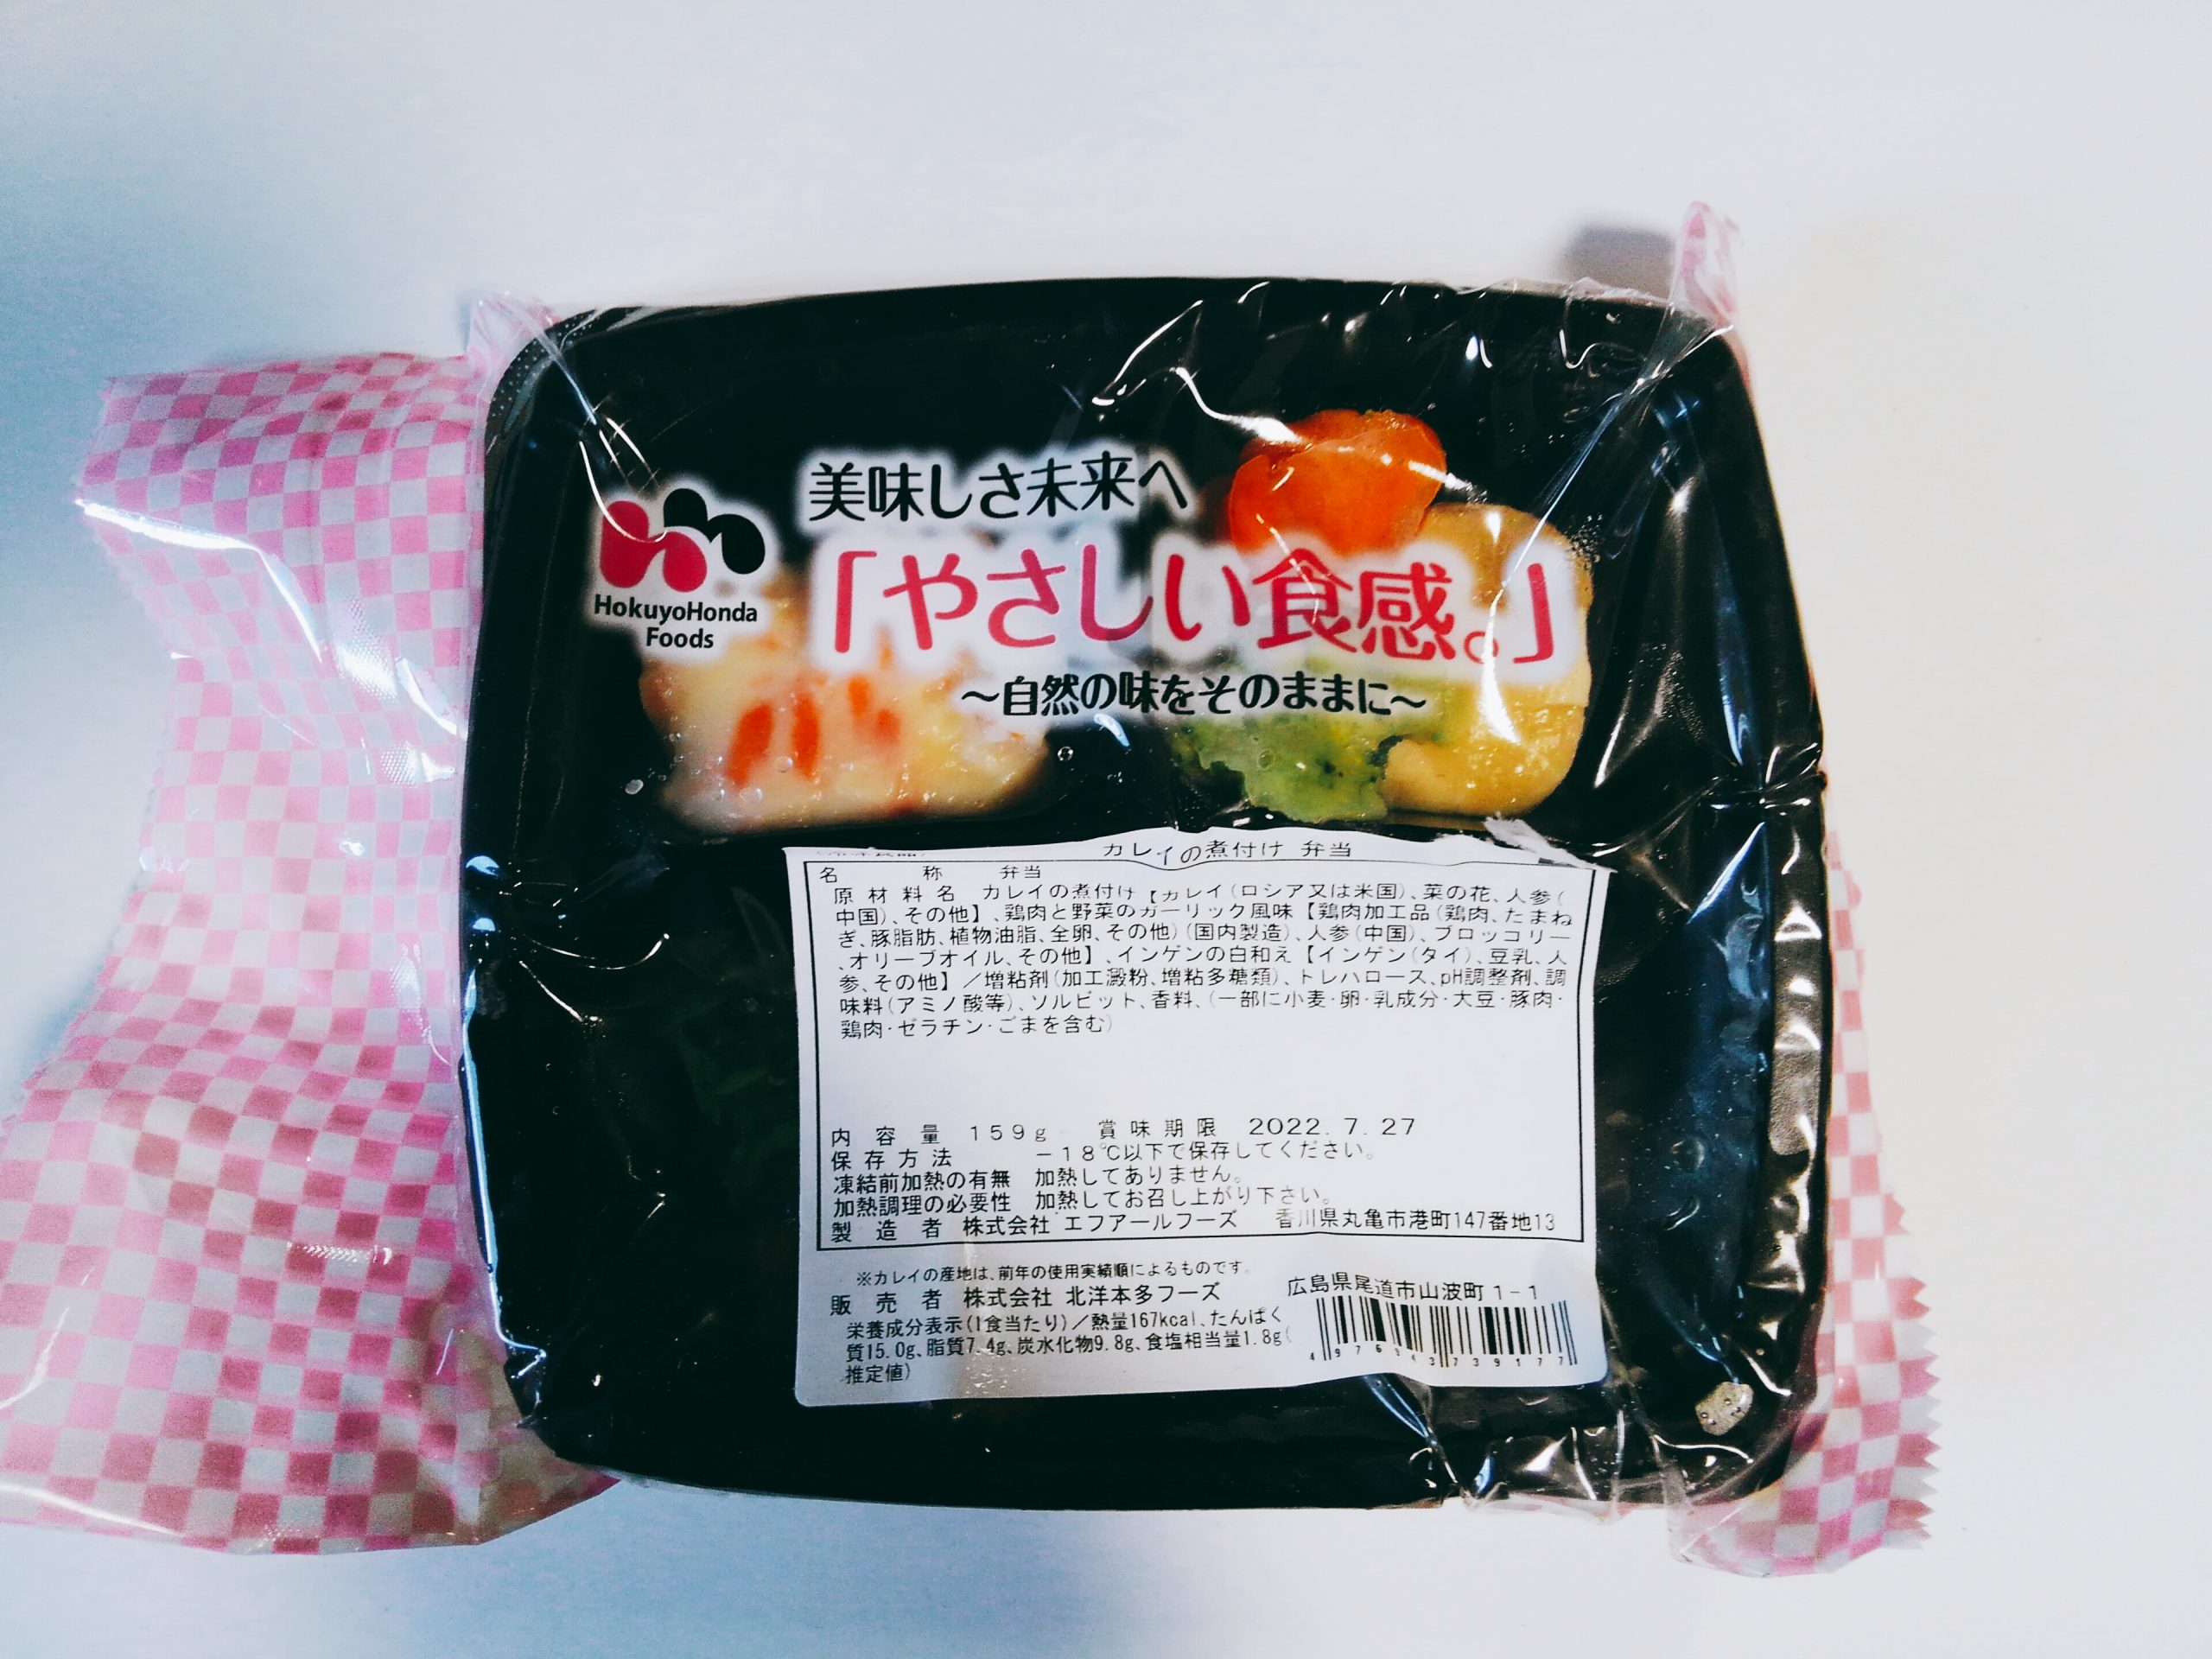 美味しさ未来へ
HokuyoHonda
Foods
「やさしい食感。」
～自然の味をそのままに～
カレイの煮付け 弁当
名 称 弁当
原材料名 カレイの煮付け【カレイ(ロシア又は米国)、菜の花、人参(
中国)、その他】、鶏肉と野菜のガーリック風味【鶏肉加工品(鶏肉、たまね
ぎ、豚脂肪、植物油脂、全卵、その他)(国内製造)、人参(中国)、ブロッコリー
、オリーブオイル、その他】、インゲンの白和え【インゲン(タイ)、豆乳、人
参、その他】／増粘剤(加工澱粉、増粘多糖類)、トレハロース、pH調整剤、調
味料(アミノ酸等)、ソルビット、香料、(一部に小麦・卵・乳成分・大豆・豚肉・
鶏肉・ゼラチン・ごまを含む)
内容量 159g 賞味期限 2022.7.27
保存方法 －18℃以下で保存してください。
凍結前加熱の有無 加熱してありません。
加熱調理の必要性 加熱してお召し上がり下さい。
製造者 株式会社 エフアールフーズ 香川県丸亀市港町147番地13
※カレイの産地は、前年の使用実績順によるものです。
販売者 株式会社 北洋本多フーズ 広島県尾道市山波町1-1
栄養成分表示(1食当たり)／熱量167kcal、たんぱく
質15.0g、脂質7.4g、炭水化物9.8g、食塩相当量1.8g(
推定値)